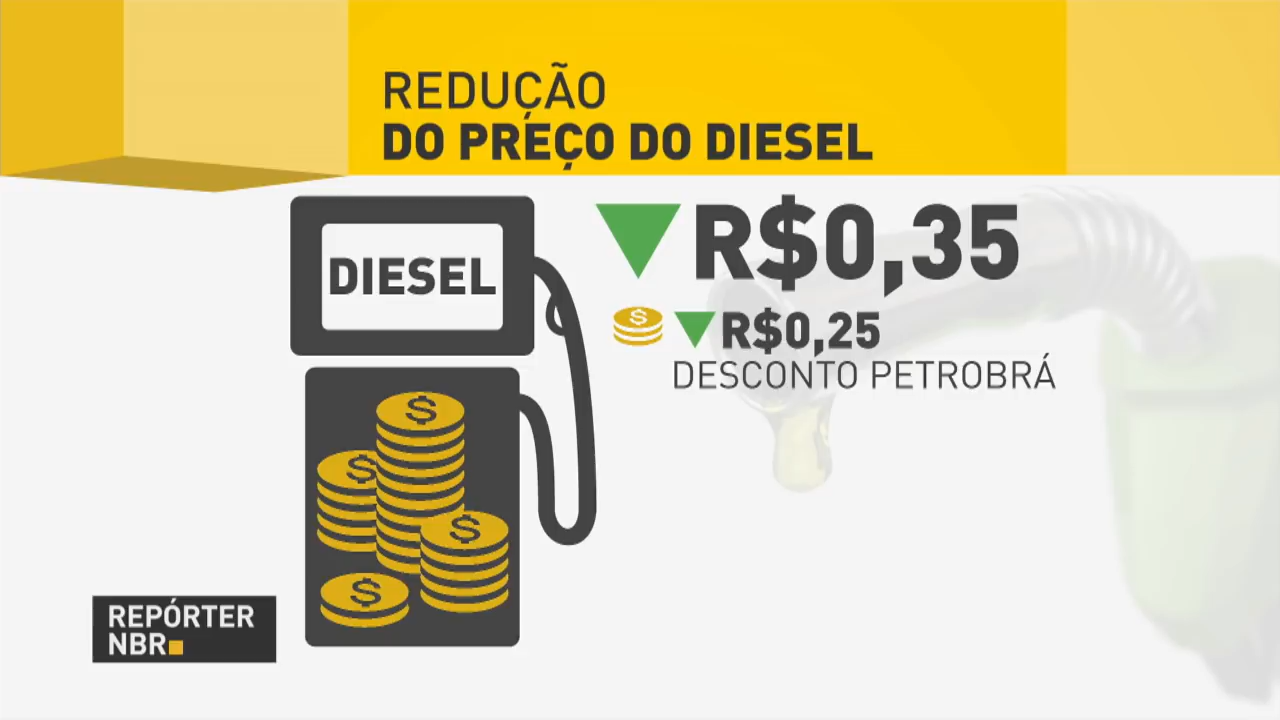 REDUÇÃO
DO PREÇO DO DIESEL
DIESEL
R$0,35
$
R$0,25
DESCONTO PETROBRÁ
$
$
$
$
REPÓRTER
NBR